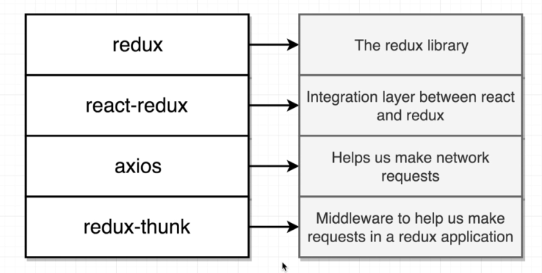 redux
The redux library
react-redux
Integration layer between react
and redux
axios
Helps us make network
requests
redux-thunk
Middleware to help us make
requests in a redux application